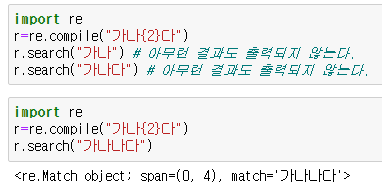 import re
r=re.compile("가나{2}다")
r.search("가나") # 아무런 결과도 출력되지 않는다.
r.search("가나다") # 아무런 결과도 출력되지 않는다.
import re
r=re.compile("가나{2}다")
r.search("가나나다")
<re.Match object; span=(0, 4), match='가나나다'>